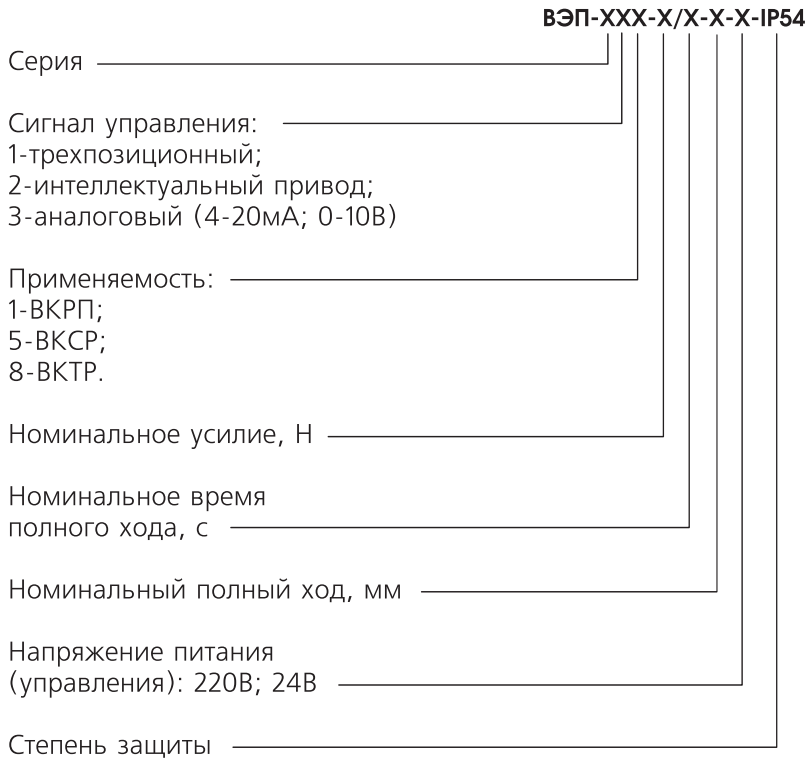 ВЭП-ХХХ-Х/Х-Х-Х-IP54
Серия
Сигнал управления:
1-трехпозиционный;
2-интеллектуальный привод;
3-аналоговый (4-20мА; 0-10В)
Применяемость:
1-ВКРП;
5-ВКСР;
8-ВКТР.
Номинальное усилие, Н
Номинальное время
полного хода, с
Номинальный полный ход, мм
Напряжение питания
(управления): 220В; 24В
Степень защиты